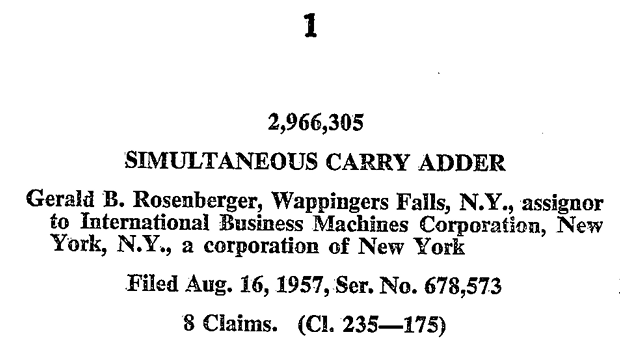 1
2,966,305
SIMULTANEOUS CARRY ADDER
Gerald B. Rosenberger, Wappingers Falls, N.Y., assignor
to International Business Machines Corporation, New
York, N.Y., a corporation of New York
Filed Aug. 16, 1957, Ser. No. 678,573
8 Claims. (Cl. 235—175)